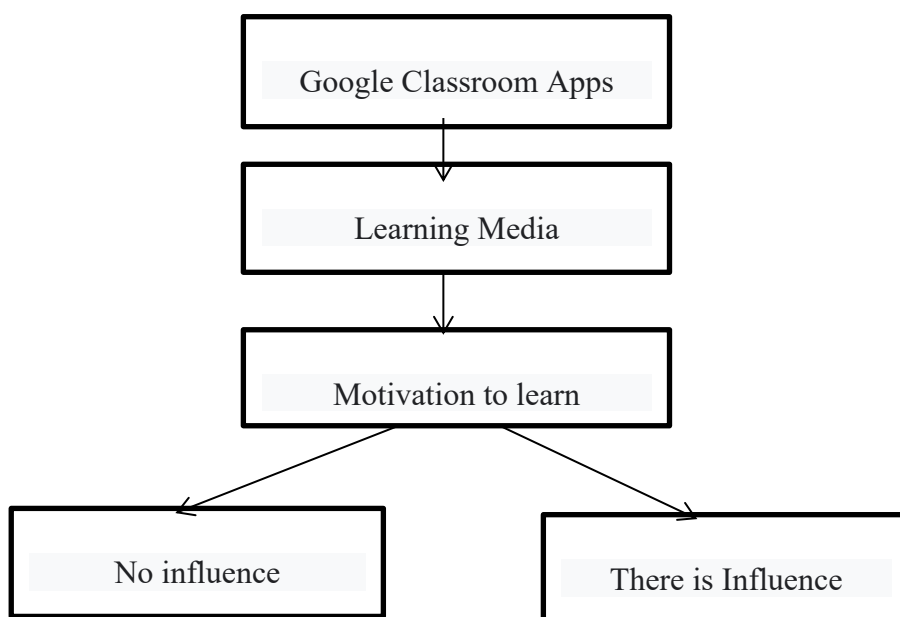 Google Classroom Apps
Learning Media
Motivation to learn
No influence
There is Influence